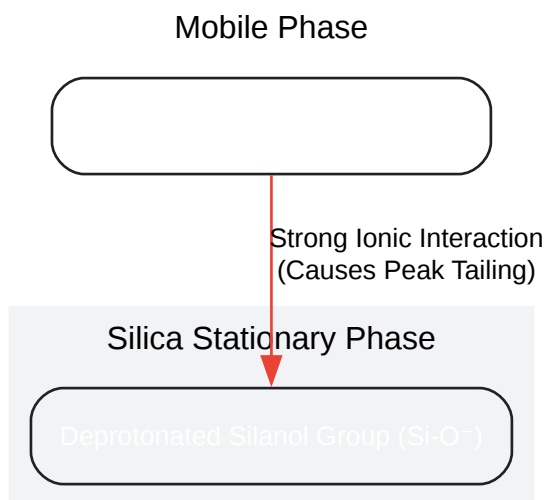 Mobile Phase
Strong Ionic Interaction
(Causes Peak Tailing)
Silica Stationary Phase
Deprotonated Silanol Group (Si-O⁻)